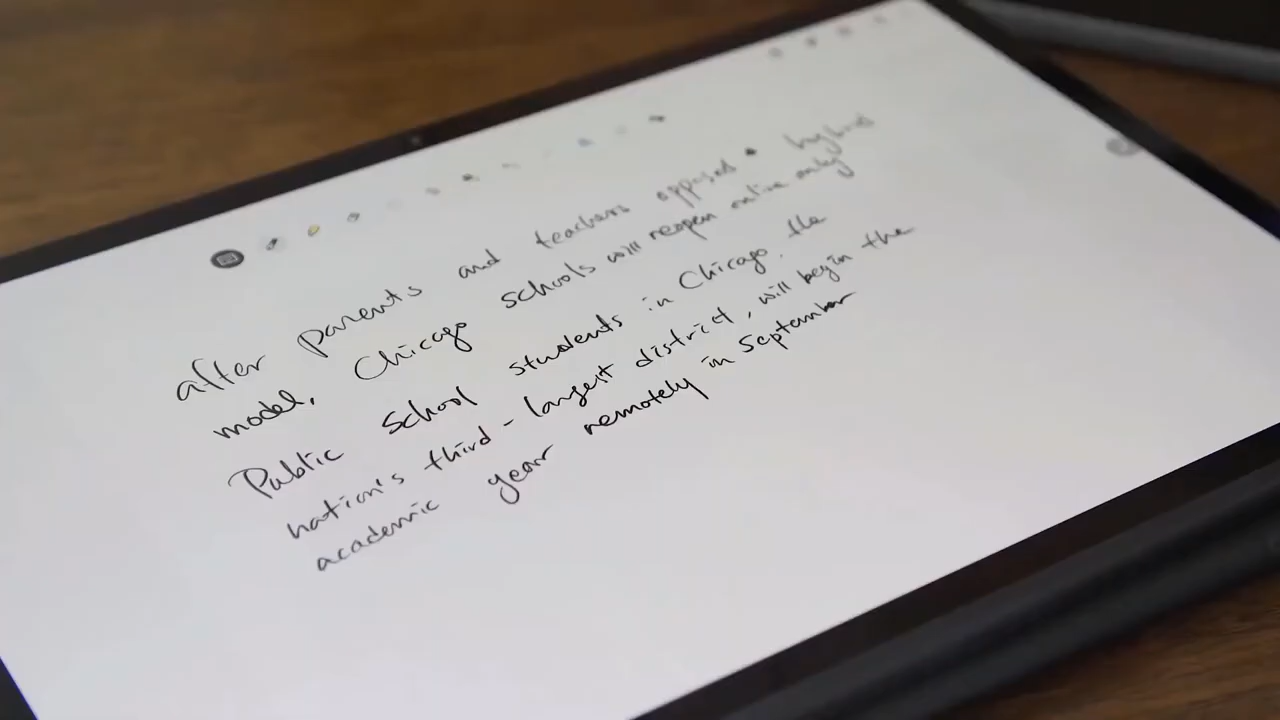 after parents and teachers opposed a hybrid
model, Chicago schools will reopen online only
Public School students in Chicago, the
nation's third-largest district, will begin the
academic year remotely in September